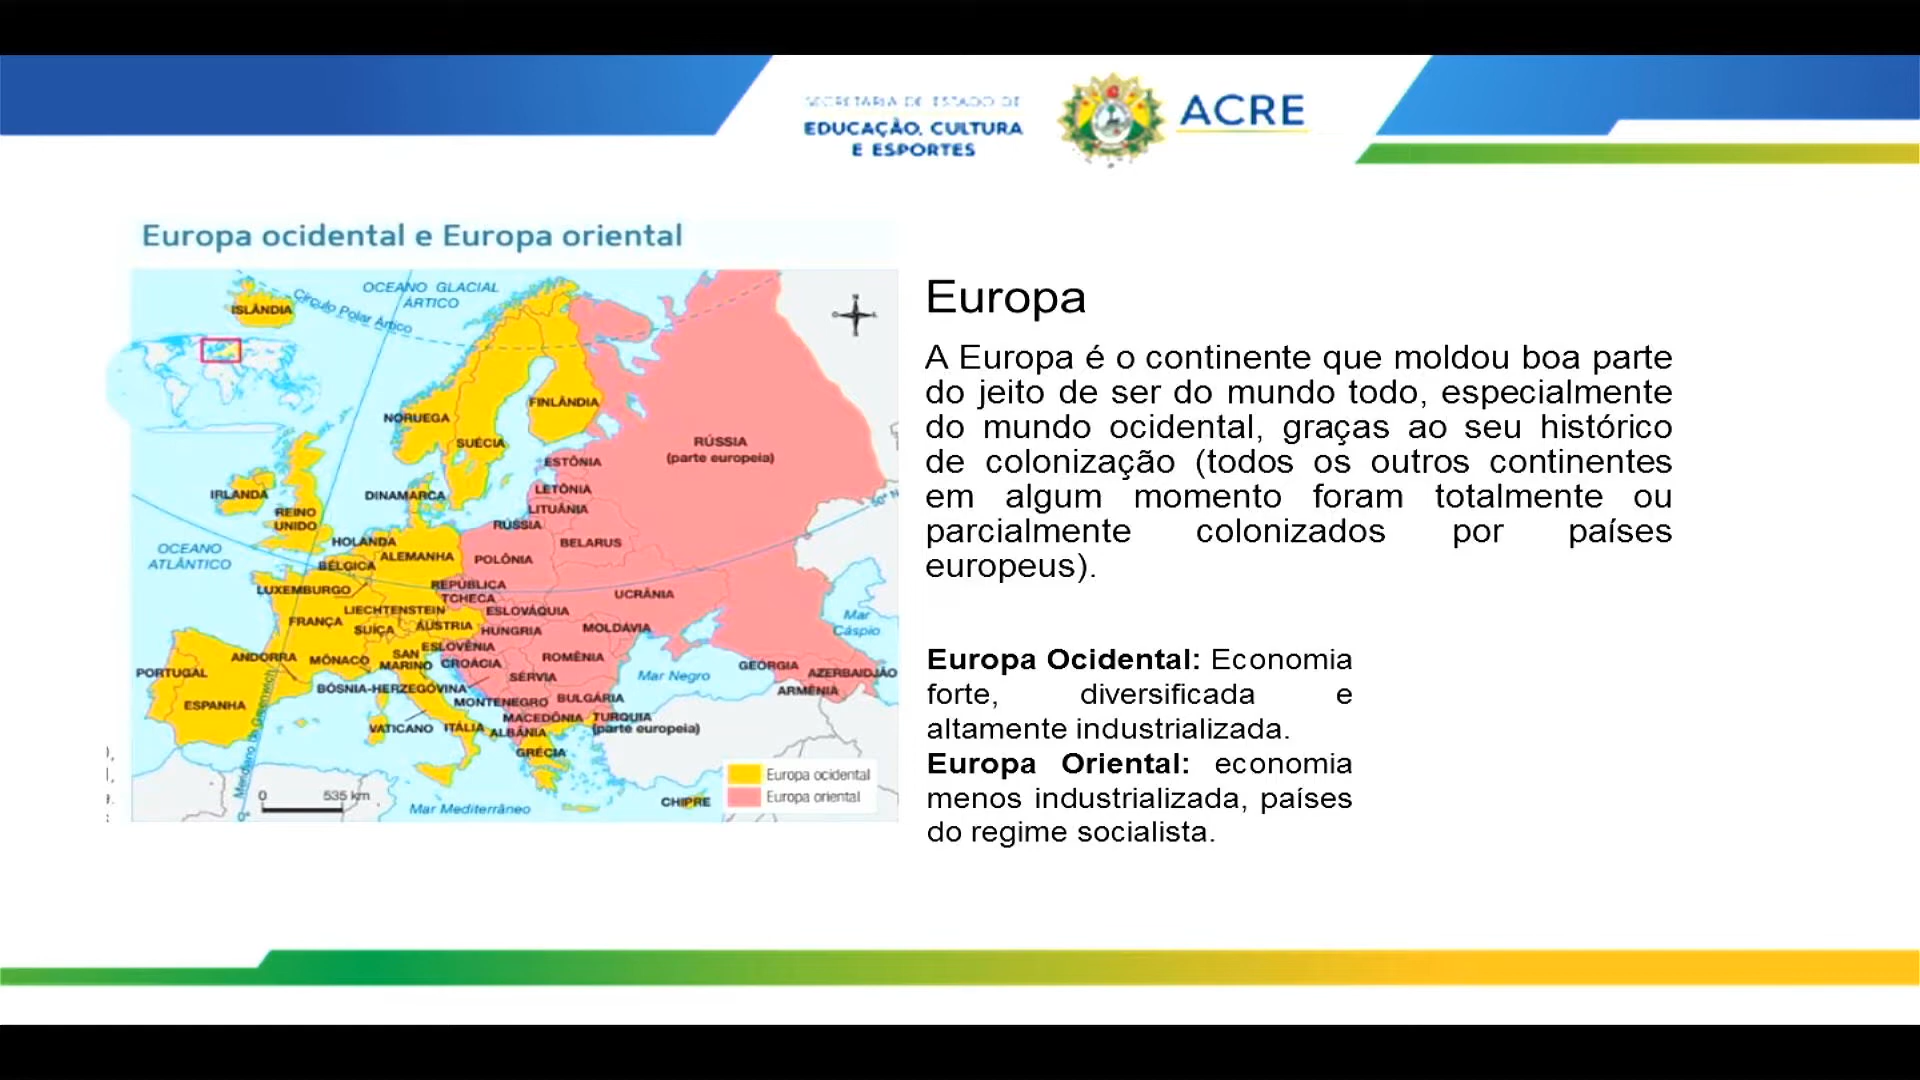 SECRETARIA DE ESTADO DE
EDUCAÇÃO, CULTURA
E ESPORTES
ACRE
Europa ocidental e Europa oriental
OCEANO GLACIAL
ÁRTICO
Círculo Polar Ártico
ISLÂNDIA
N
O
L
FINLÂNDIA
NORUEGA
SUÉCIA
RÚSSIA
(parte europeia)
ESTÔNIA
LETÔNIA
LITUÂNIA
IRLANDA
DINAMARCA
REINO
UNIDO
RÚSSIA
50° N
HOLANDA
BELARUS
OCEANO
ATLÂNTICO
ALEMANHA
POLÔNIA
BÉLGICA
LUXEMBURGO
REPÚBLICA
TCHECA
UCRÂNIA
LIECHTENSTEIN
ESLOVÁQUIA
FRANÇA
SUÍÇA
ÁUSTRIA
HUNGRIA
MOLDÁVIA
Mar
Cáspio
ESLOVÊNIA
ANDORRA
MÔNACO
SAN
MARINO
CROÁCIA
ROMÊNIA
PORTUGAL
GEÓRGIA
AZERBAIDJÃO
SÉRVIA
Mar Negro
BÓSNIA-HERZEGÓVINA
ARMÊNIA
ESPANHA
MONTENEGRO
BULGÁRIA
MACEDÔNIA
TURQUIA
(parte europeia)
VATICANO
ITÁLIA
ALBÂNIA
GRÉCIA
Meridiano de Greenwich
0°
0
535 km
Mar Mediterrâneo
CHIPRE
Europa ocidental
Europa oriental
Europa
A Europa é o continente que moldou boa parte
do jeito de ser do mundo todo, especialmente
do mundo ocidental, graças ao seu histórico
de colonização (todos os outros continentes
em algum momento foram totalmente ou
parcialmente colonizados por países
europeus).
Europa Ocidental: Economia
forte, diversificada e
altamente industrializada.
Europa Oriental: economia
menos industrializada, países
do regime socialista.